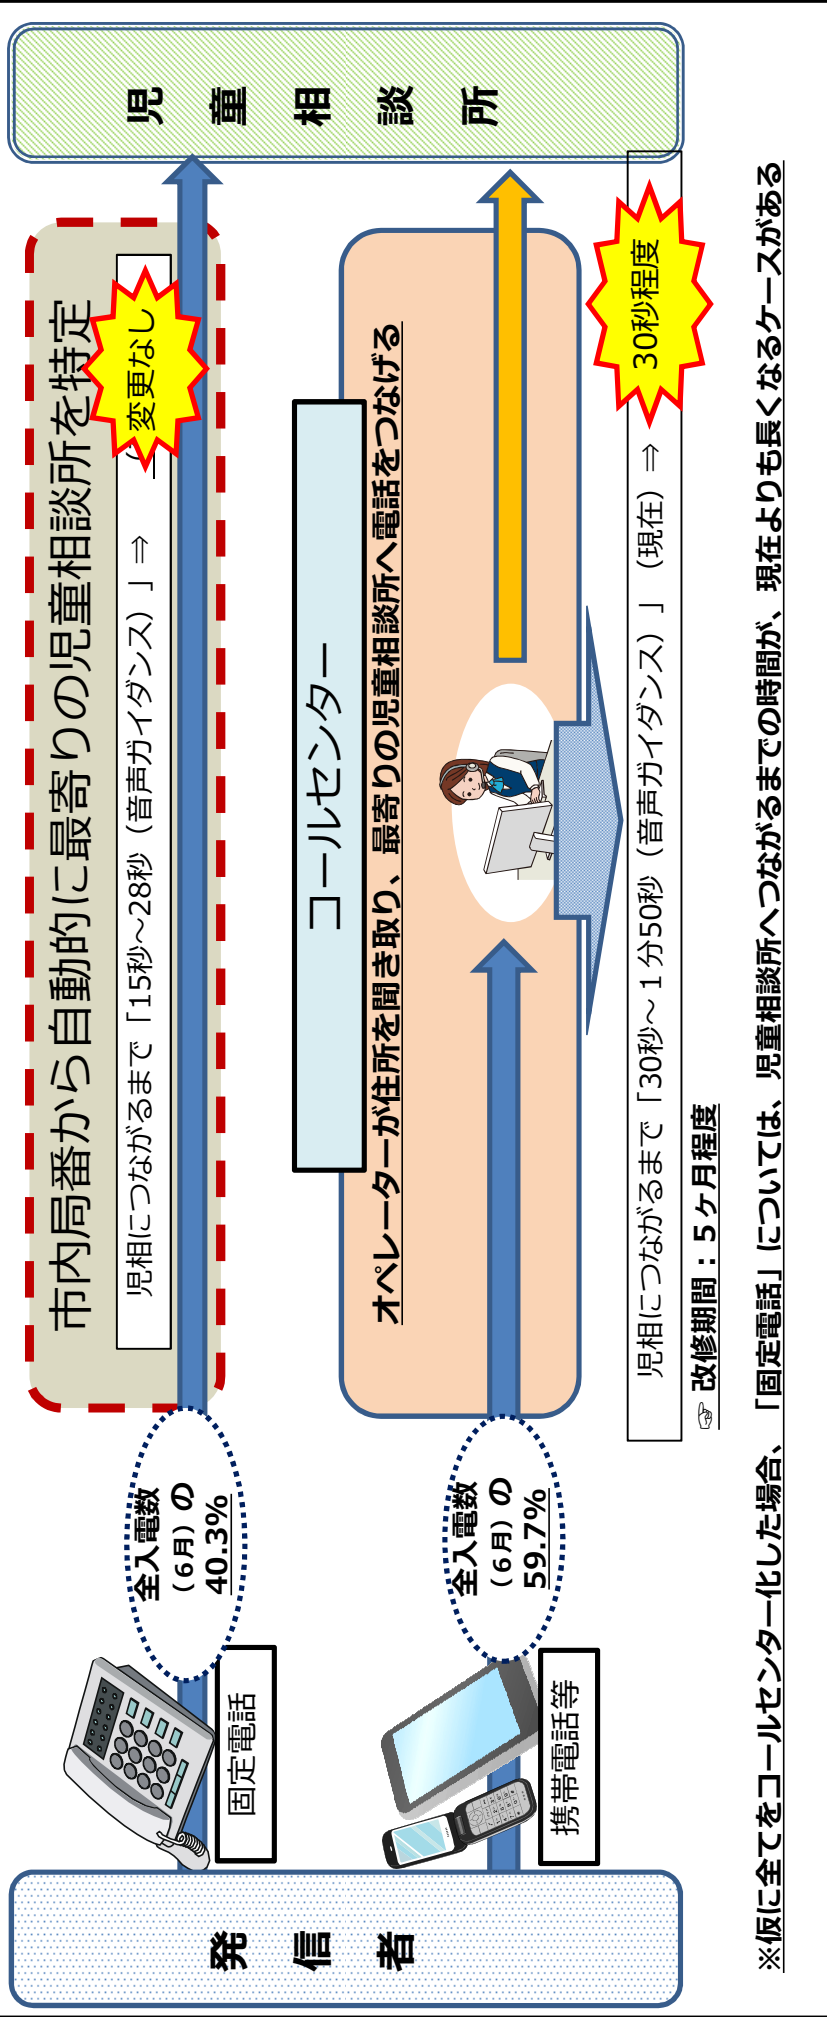 発信者
固定電話
全入電数
（6月）の
40.3%
市内局番から自動的に最寄りの児童相談所を特定
児相につながるまで「15秒～28秒（音声ガイダンス）」⇒
変更なし
携帯電話等
全入電数
（6月）の
59.7%
コールセンター
オペレーターが住所を聞き取り、最寄りの児童相談所へ電話をつなげる
児相につながるまで「30秒～１分50秒（音声ガイダンス）」（現在）⇒
30秒程度
児童相談所
☞ 改修期間：５ヶ月程度
※仮に全てをコールセンター化した場合、「固定電話」については、児童相談所へつながるまでの時間が、現在よりも長くなるケースがある